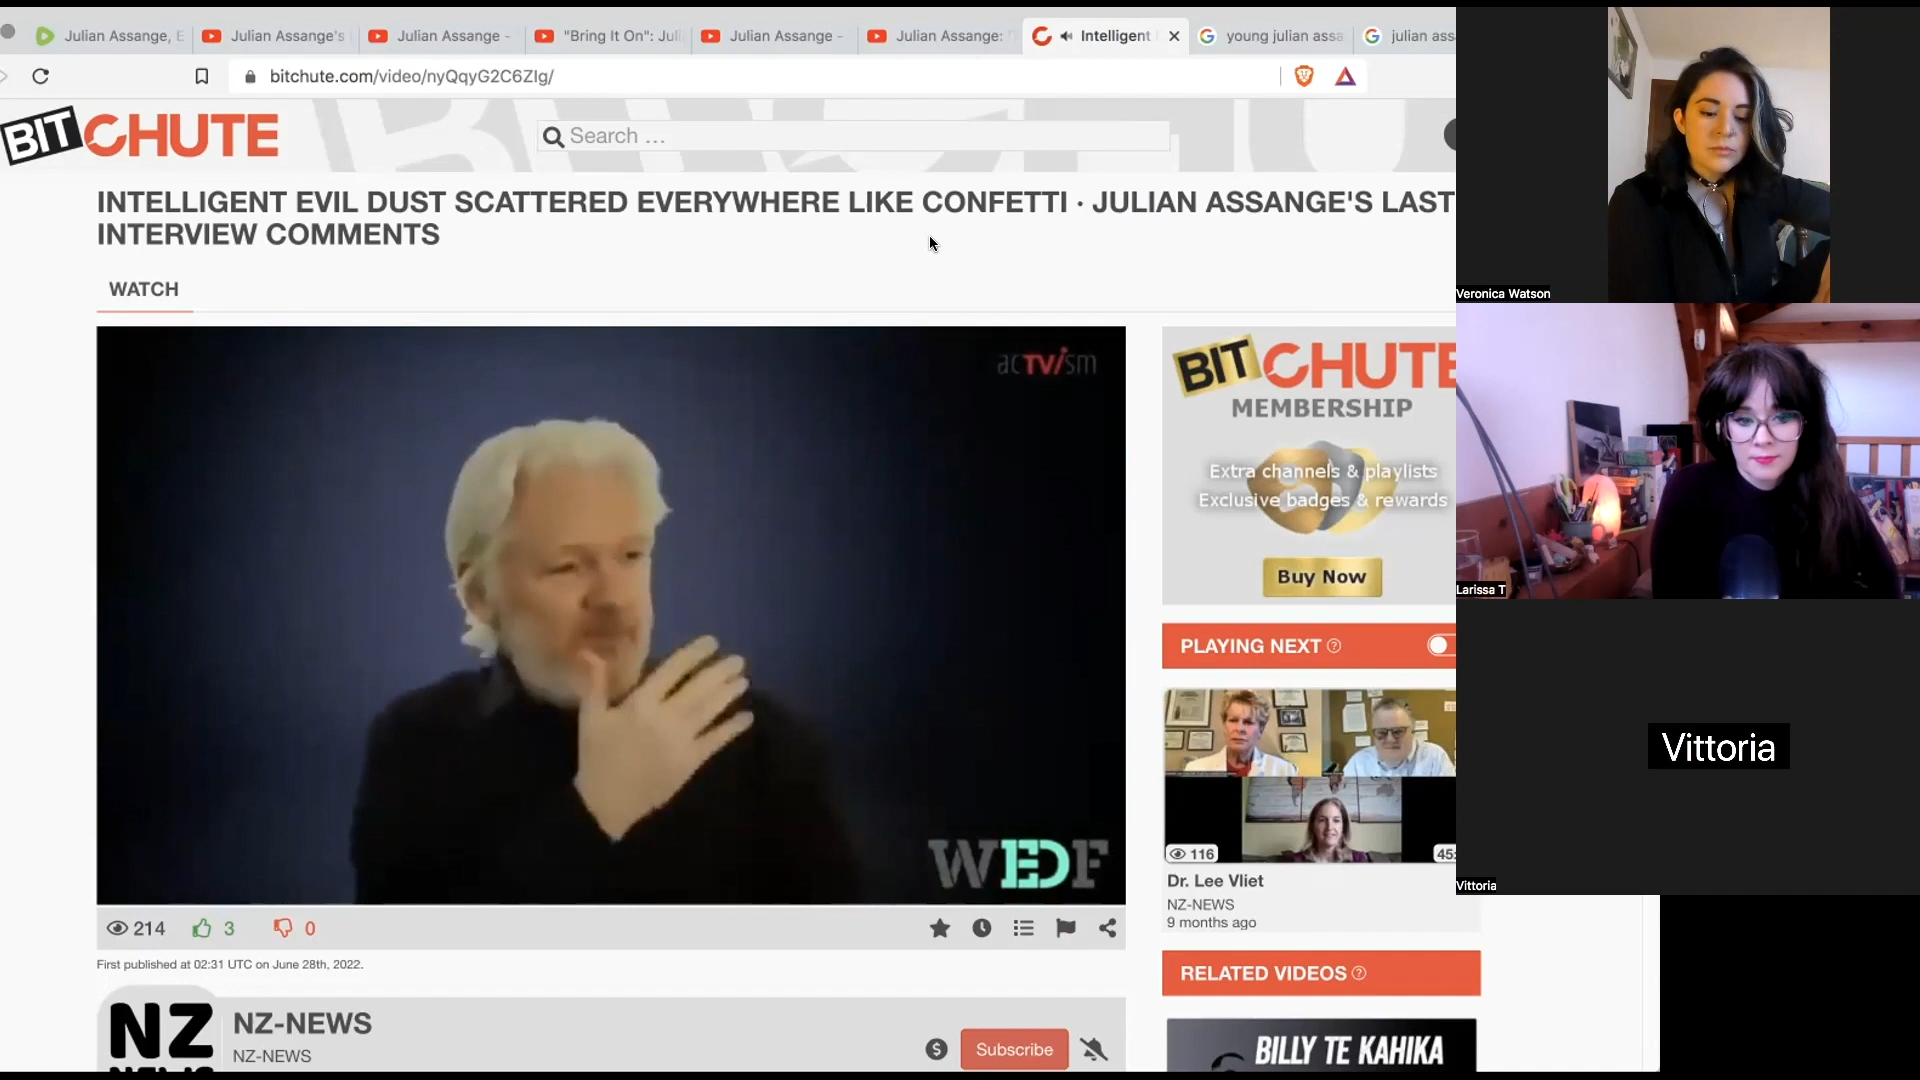 Julian Assange, E
Julian Assange's
Julian Assange -
"Bring It On": Juli
Julian Assange -
Julian Assange:
Intelligent
young julian assa
julian ass
bitchute.com/video/nyQqyG2C6ZIg/
BITCHUTE
Search ...
INTELLIGENT EVIL DUST SCATTERED EVERYWHERE LIKE CONFETTI · JULIAN ASSANGE'S LAST
INTERVIEW COMMENTS
WATCH
acTVism
WEDF
214
3
0
First published at 02:31 UTC on June 28th, 2022.
NZ
NZ-NEWS
NZ-NEWS
Subscribe
BITCHUTE
MEMBERSHIP
Extra channels & playlists
Exclusive badges & rewards
Buy Now
PLAYING NEXT
116
45:
Dr. Lee Vliet
NZ-NEWS
9 months ago
RELATED VIDEOS
BILLY TE KAHIKA
Veronica Watson
Larissa T
Vittoria
Vittoria